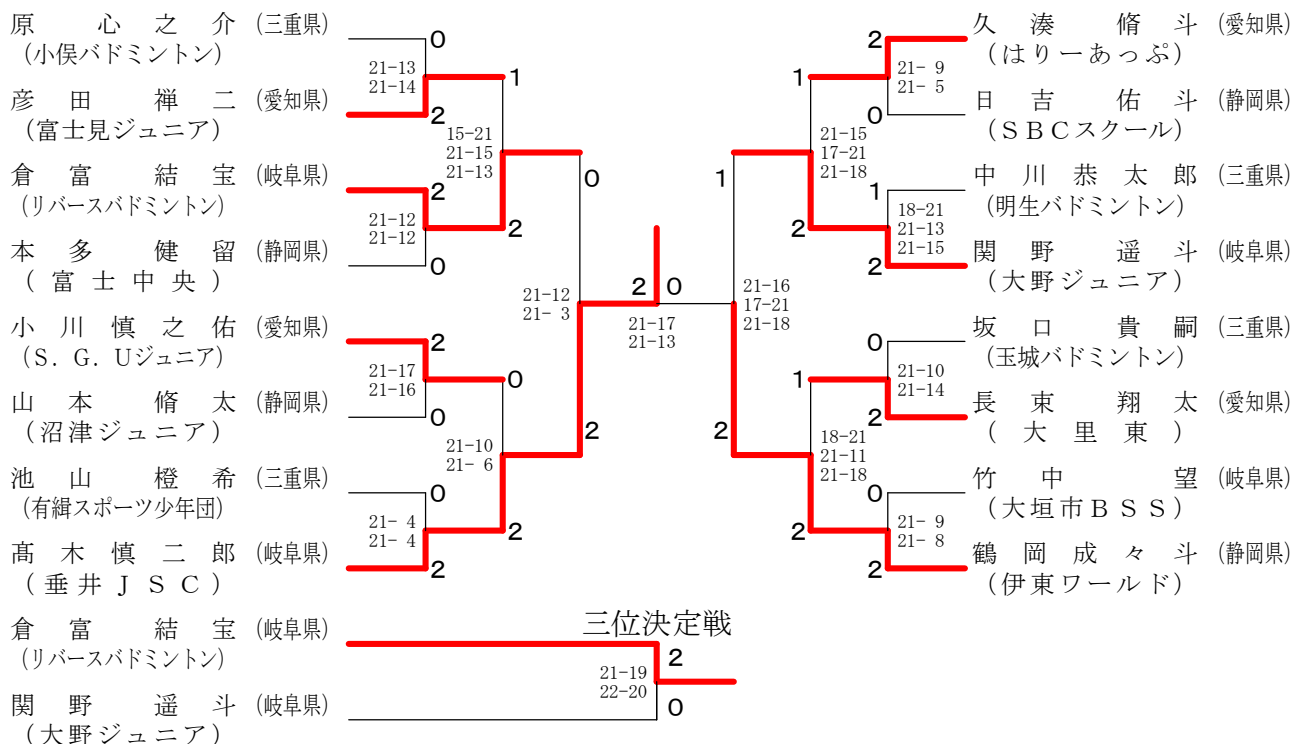 原 心 之 介 (三重県)
(小俣バドミントン)
彦 田 禅 二 (愛知県)
(富士見ジュニア)
倉 富 結 宝 (岐阜県)
(リバースバドミントン)
本 多 健 留 (静岡県)
( 富 士 中 央 )
小 川 慎 之 佑 (愛知県)
(S. G. Uジュニア)
山 本 脩 太 (静岡県)
(沼津ジュニア)
池 山 橙 希 (三重県)
(有緝スポーツ少年団)
髙 木 慎 二 郎 (岐阜県)
( 垂 井 J S C )
0
21-13
21-14
2
2
21-12
21-12
0
2
21-17
21-16
0
0
21- 4
21- 4
2
1
15-21
21-15
21-13
2
0
21-10
21- 6
2
0
21-12
21- 3
2
2 0
21-17
21-13
1
21-16
17-21
21-18
2
1
21-15
17-21
21-18
2
1
18-21
21-11
21-18
2
2
21- 9
21- 5
0
1
18-21
21-13
21-15
2
0
21-10
21-14
2
0
21- 9
21- 8
2
久 湊 脩 斗 (愛知県)
(はりーあっぷ)
日 吉 佑 斗 (静岡県)
(SBCスクール)
中 川 恭 太 郎 (三重県)
(明生バドミントン)
関 野 遥 斗 (岐阜県)
(大野ジュニア)
坂 口 貴 嗣 (三重県)
(玉城バドミントン)
長 束 翔 太 (愛知県)
( 大 里 東 )
竹 中 望 (岐阜県)
(大垣市BSS)
鶴 岡 成 々 斗 (静岡県)
(伊東ワールド)
三位決定戦
倉 富 結 宝 (岐阜県)
(リバースバドミントン)
関 野 遥 斗 (岐阜県)
(大野ジュニア)
2
21-19
22-20
0